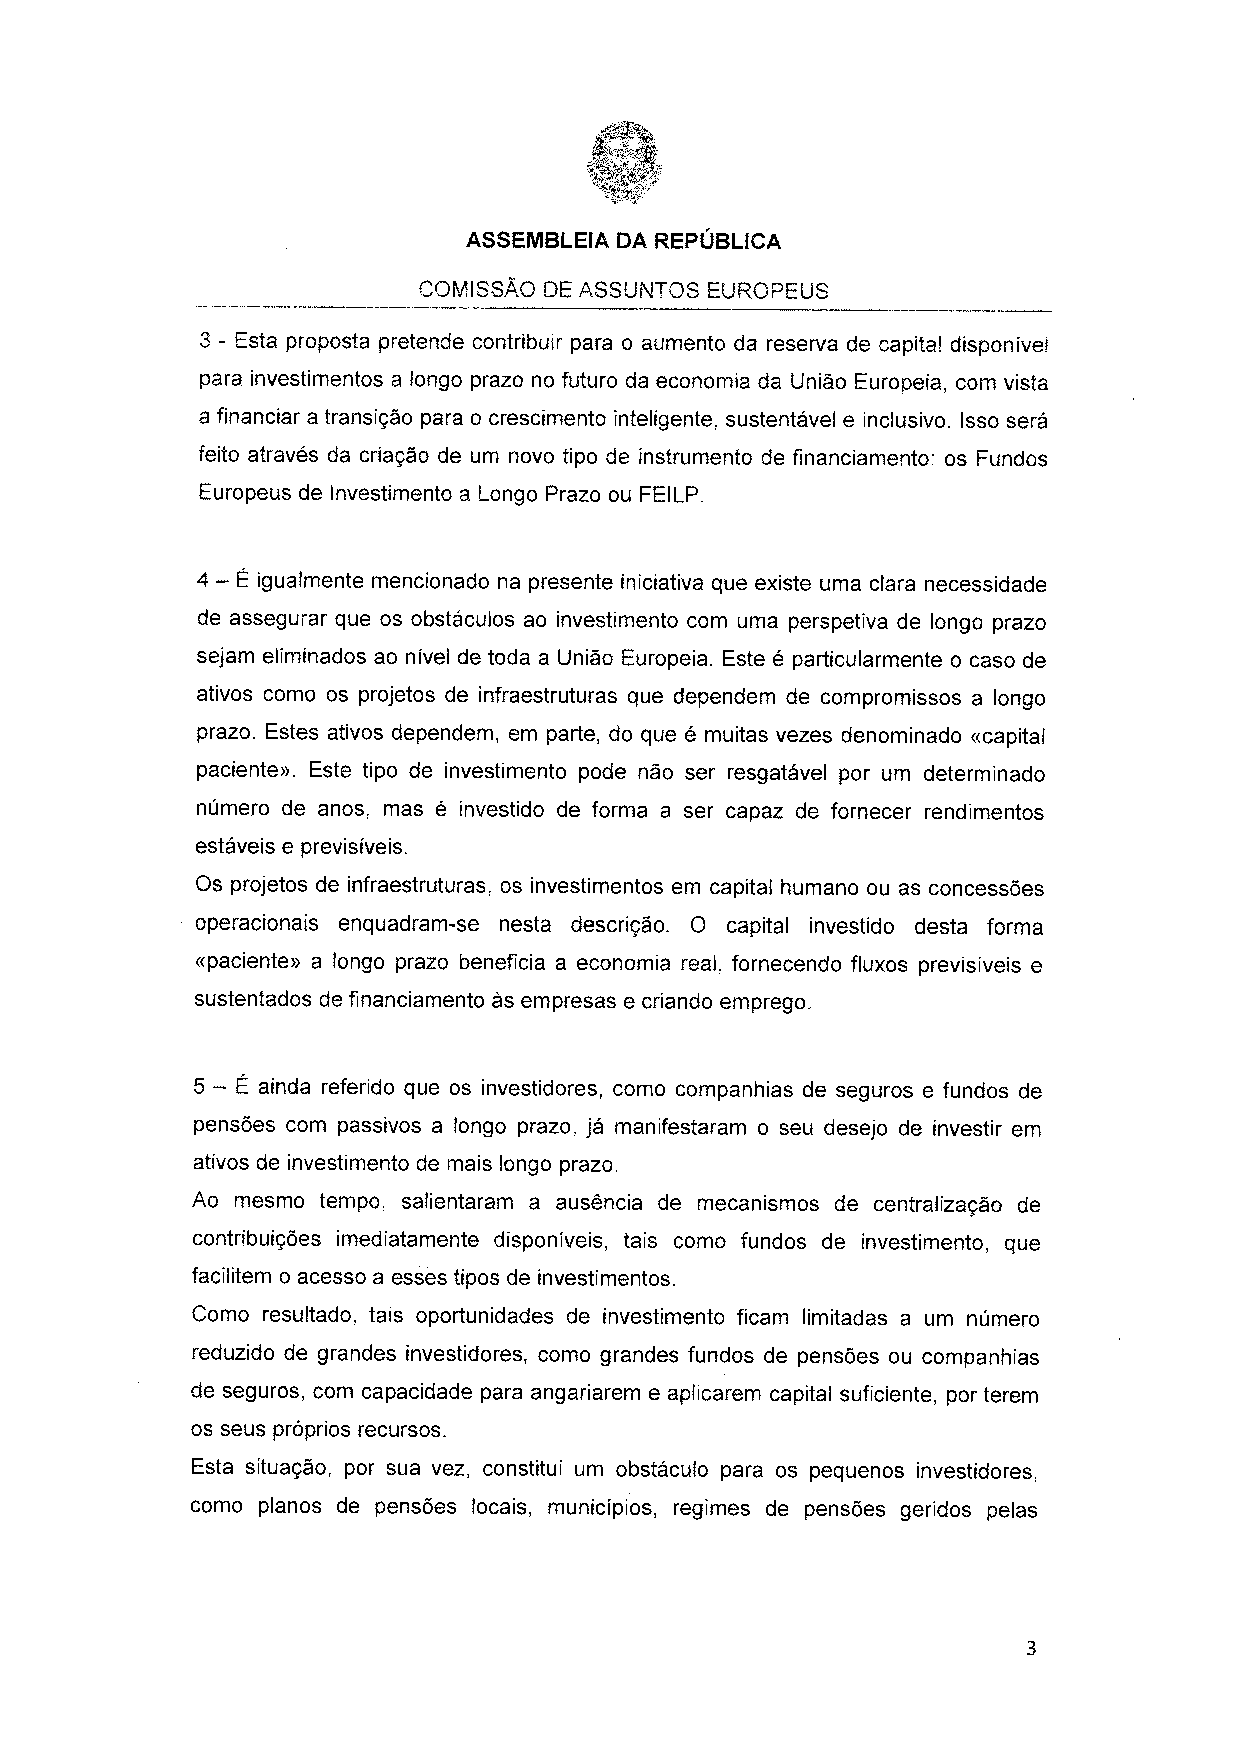 ASSEMBLEIA DA REPÚBLICA
COMISSÃO DE ASSUNTOS EUROPEUS
3 - Esta proposta pretende contribuir para o aumento da reserva de capital disponível
para investimentos a longo prazo no futuro da economia da União Europeia, com vista
a financiar a transição para o crescimento inteligente, sustentável e inclusivo. Isso será
feito através da criação de um novo tipo de instrumento de financiamento: os Fundos
Europeus de Investimento a Longo Prazo ou FEILP.
4 – É igualmente mencionado na presente iniciativa que existe uma clara necessidade
de assegurar que os obstáculos ao investimento com uma perspetiva de longo prazo
sejam eliminados ao nível de toda a União Europeia. Este é particularmente o caso de
ativos como os projetos de infraestruturas que dependem de compromissos a longo
prazo. Estes ativos dependem, em parte, do que é muitas vezes denominado «capital
paciente». Este tipo de investimento pode não ser resgatável por um determinado
número de anos, mas é investido de forma a ser capaz de fornecer rendimentos
estáveis e previsíveis.
Os projetos de infraestruturas, os investimentos em capital humano ou as concessões
operacionais enquadram-se nesta descrição. O capital investido desta forma
«paciente» a longo prazo beneficia a economia real, fornecendo fluxos previsíveis e
sustentados de financiamento às empresas e criando emprego.
5 – É ainda referido que os investidores, como companhias de seguros e fundos de
pensões com passivos a longo prazo, já manifestaram o seu desejo de investir em
ativos de investimento de mais longo prazo.
Ao mesmo tempo, salientaram a ausência de mecanismos de centralização de
contribuições imediatamente disponíveis, tais como fundos de investimento, que
facilitem o acesso a esses tipos de investimentos.
Como resultado, tais oportunidades de investimento ficam limitadas a um número
reduzido de grandes investidores, como grandes fundos de pensões ou companhias
de seguros, com capacidade para angariarem e aplicarem capital suficiente, por terem
os seus próprios recursos.
Esta situação, por sua vez, constitui um obstáculo para os pequenos investidores,
como planos de pensões locais, municípios, regimes de pensões geridos pelas
3